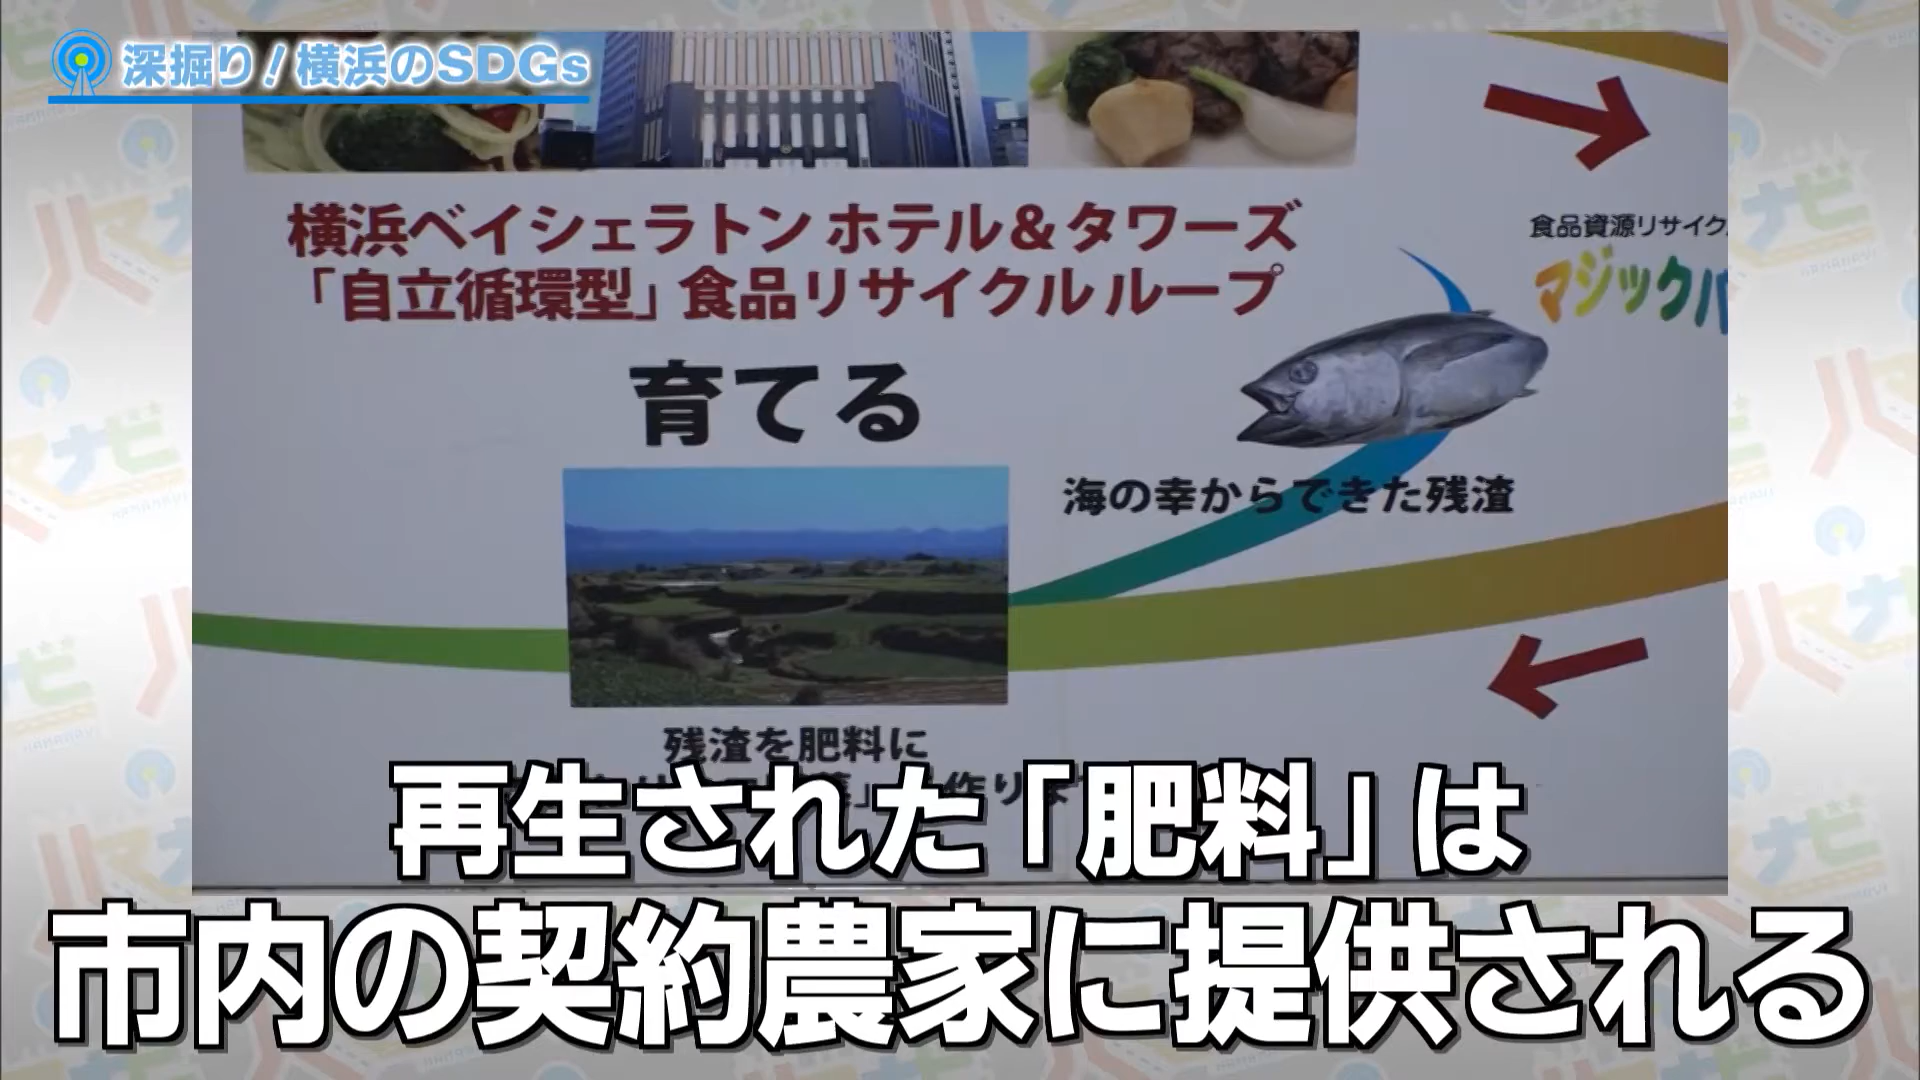 深掘り！横浜のSDGs
横浜ベイシェラトン ホテル＆タワーズ
「自立循環型」食品リサイクル ループ
食品資源リサイク
マジック
育てる
海の幸からできた残渣
残渣を肥料に
再生された「肥料」は
市内の契約農家に提供される